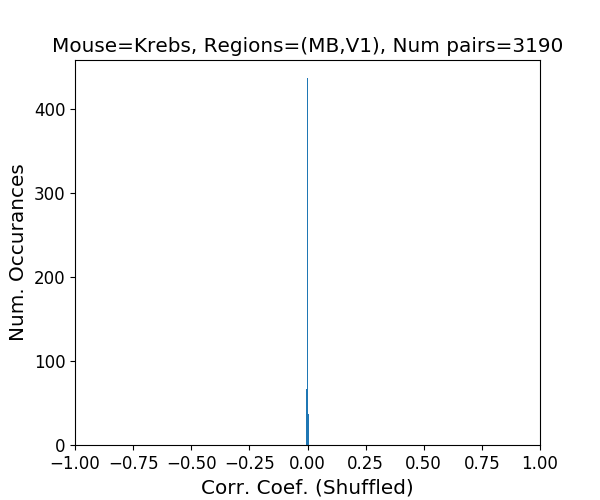 Mouse=Krebs, Regions=(MB,V1), Num pairs=3190
400
300
200
100
0
Num. Occurances
−1.00 −0.75 −0.50 −0.25 0.00 0.25 0.50 0.75 1.00
Corr. Coef. (Shuffled)